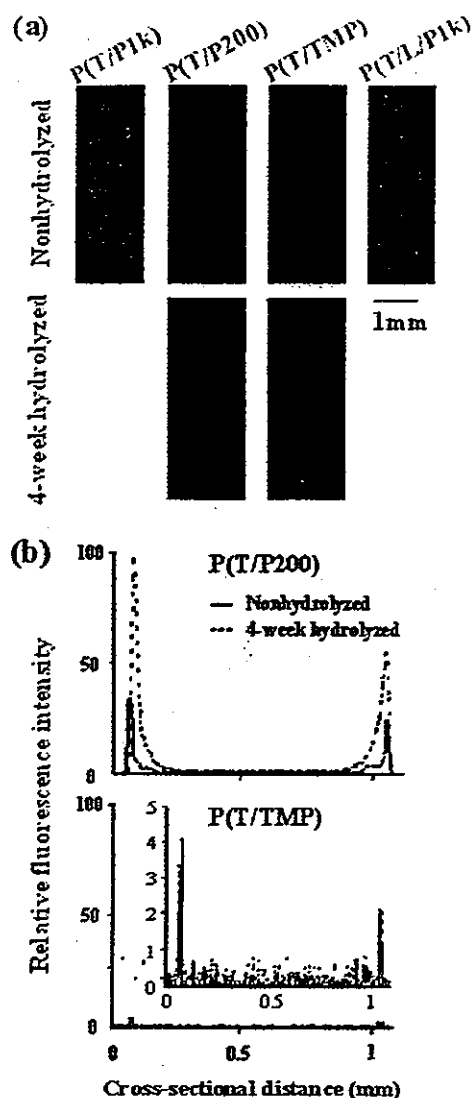 (a)
P(T/P1k) P(T/P200) P(T/TMP) P(T/L/P1k)
Nonhydrolyzed
1mm
4-week hydrolyzed
(b)
100
P(T/P200)
Nonhydrolyzed
4-week hydrolyzed
50
0
Relative fluorescence intensity
100
5
P(T/TMP)
4
3
50
2
1
0
0 0.5 1
0
0 0.5 1
Cross-sectional distance (mm)